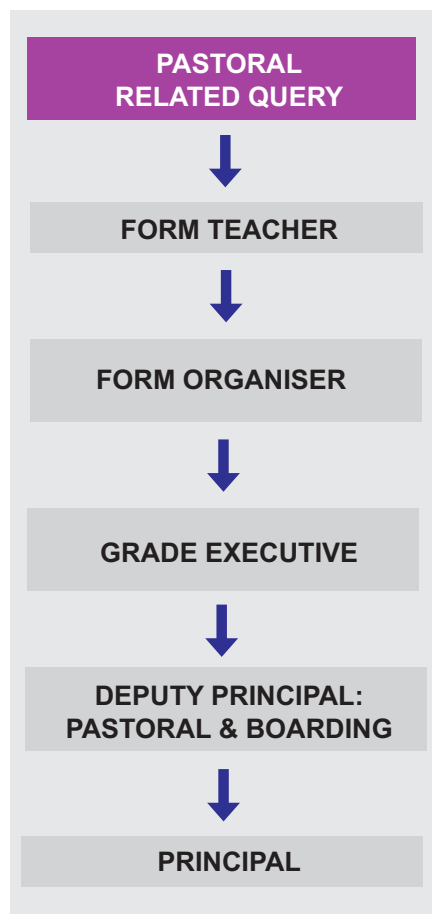 PASTORAL
RELATED QUERY
FORM TEACHER
FORM ORGANISER
GRADE EXECUTIVE
DEPUTY PRINCIPAL:
PASTORAL & BOARDING
PRINCIPAL